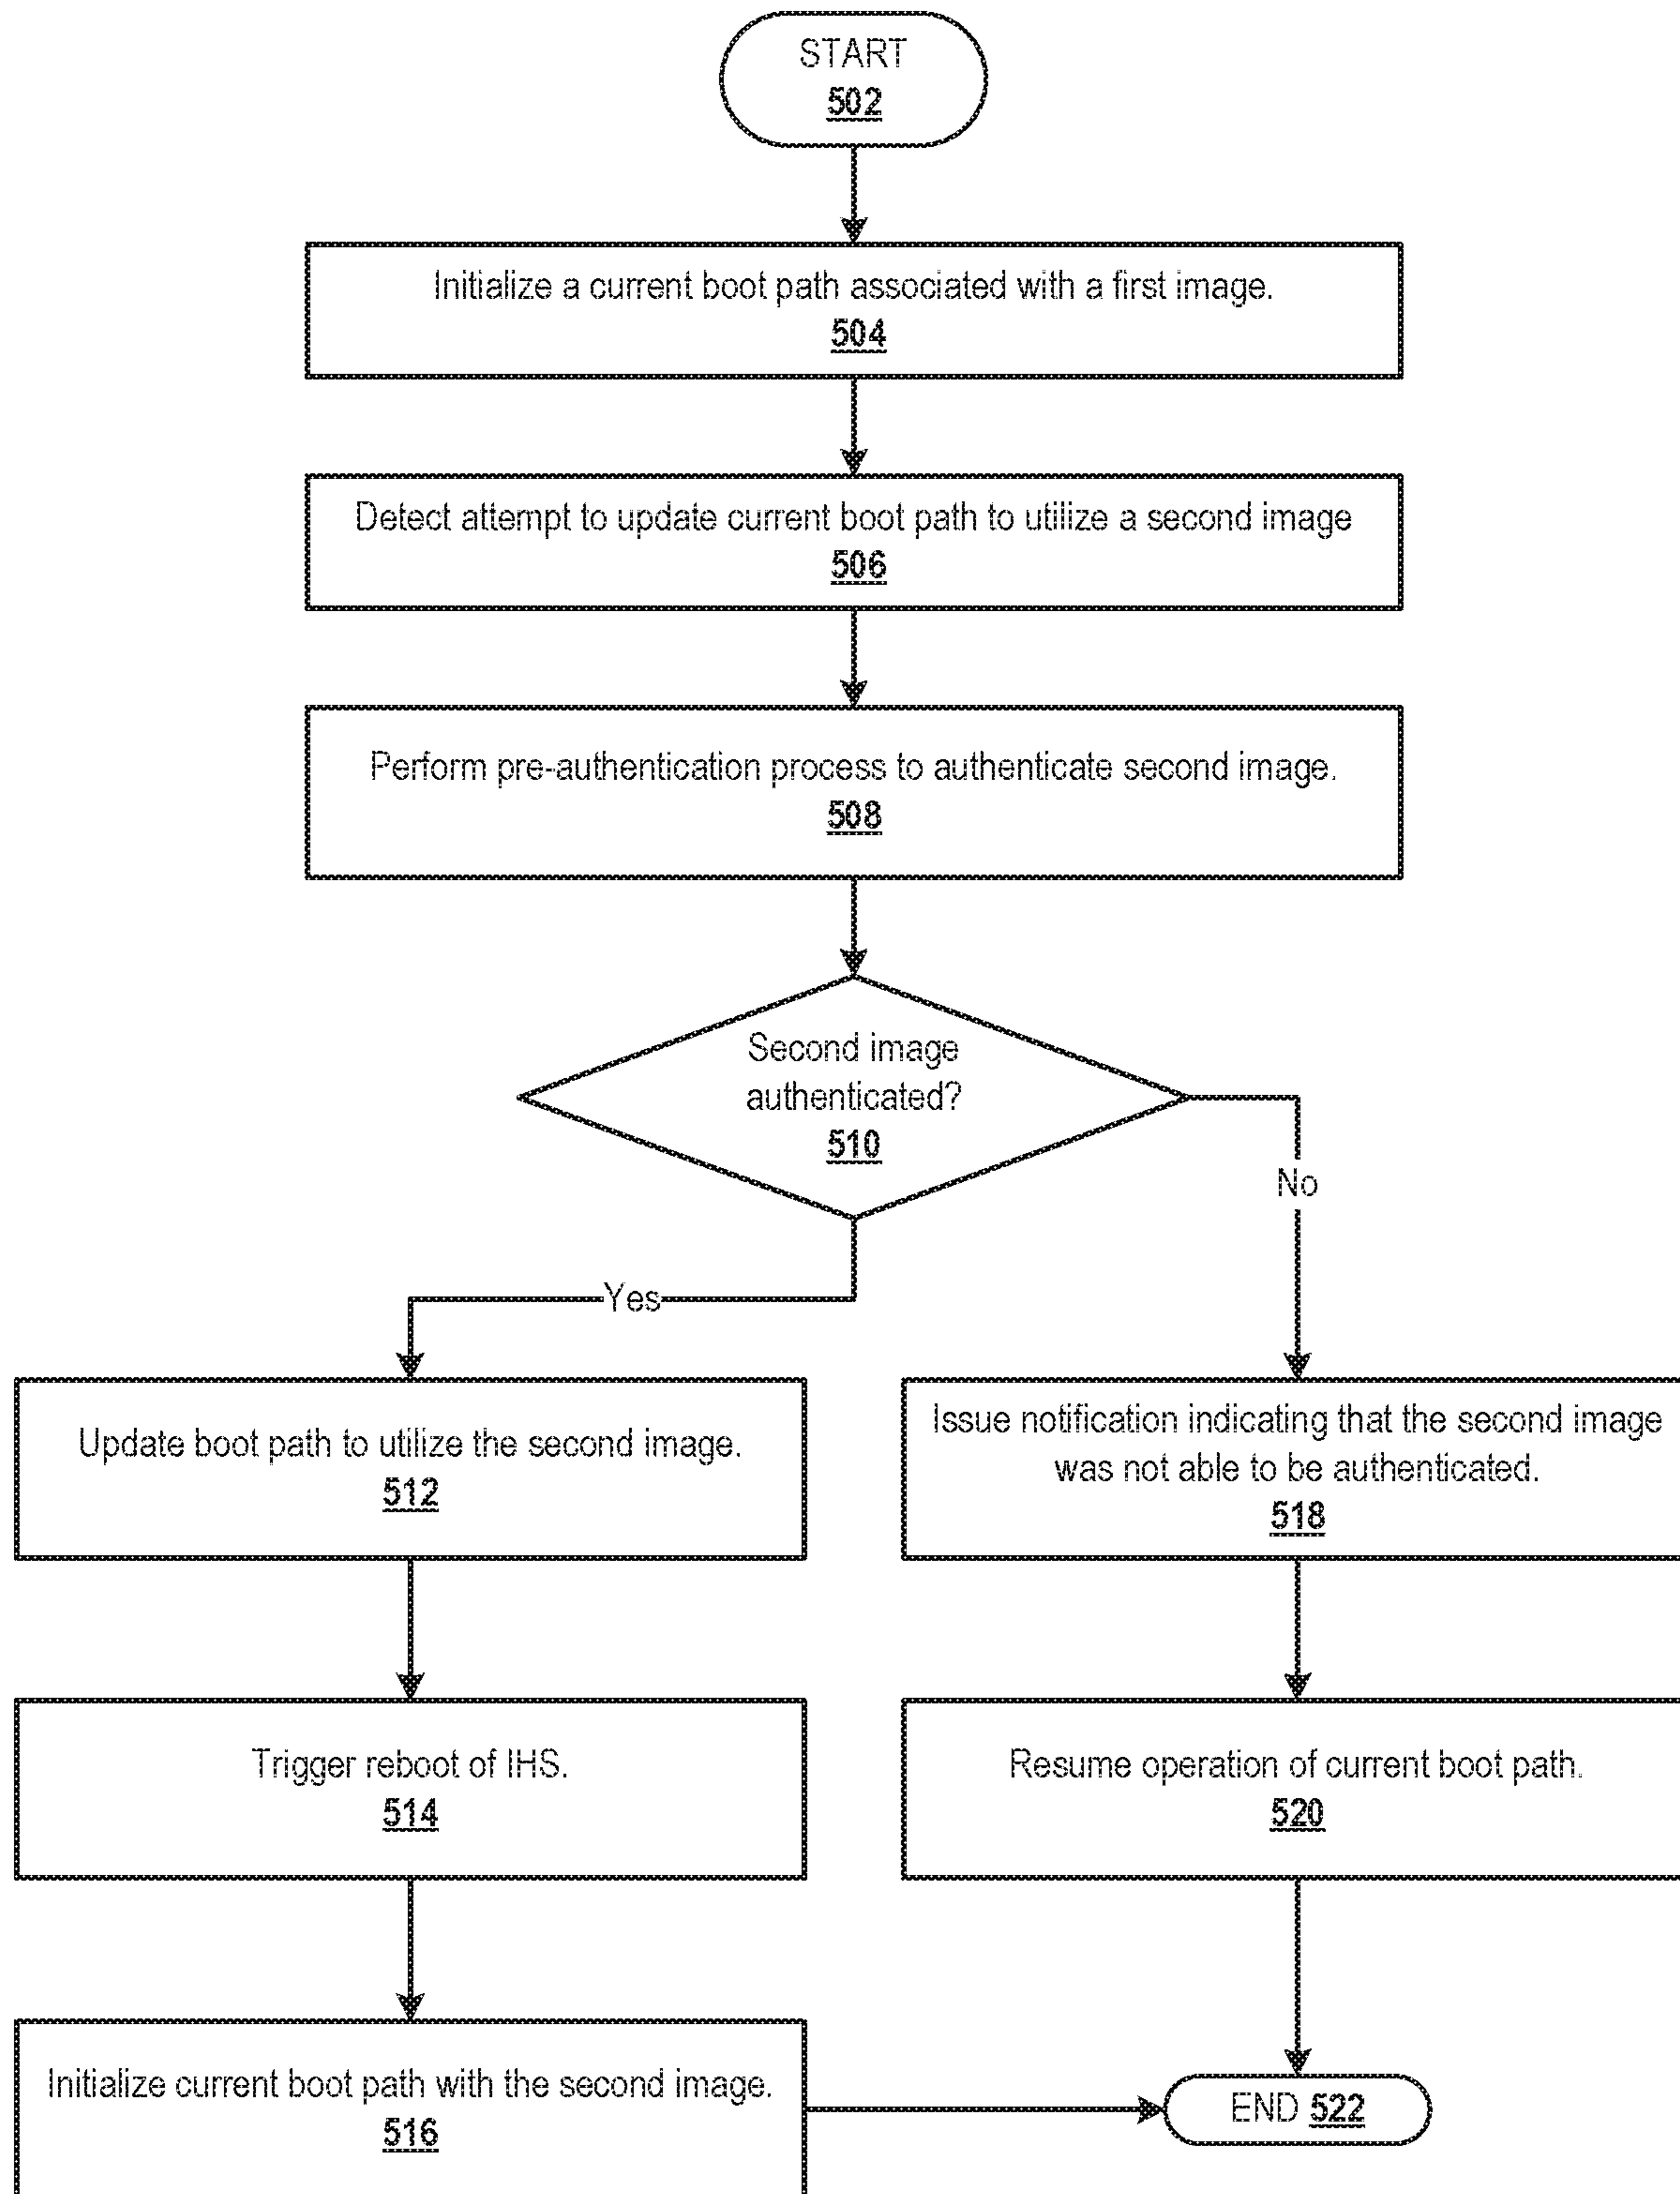 START
502
Initialize a current boot path associated with a first image.
504
Detect attempt to update current boot path to utilize a second image
506
Perform pre-authentication process to authenticate second image.
508
Second image
authenticated?
510
No
Yes
Update boot path to utilize the second image.
512
Issue notification indicating that the second image
was not able to be authenticated.
518
Trigger reboot of IHS.
514
Resume operation of current boot path.
520
Initialize current boot path with the second image.
516
END 522